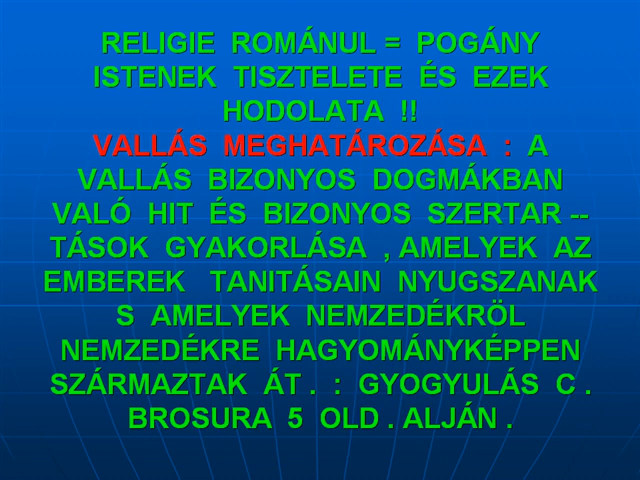 RELIGIE ROMÁNUL = POGÁNY
ISTENEK TISZTELETE ÉS EZEK
HODOLATA !!
VALLÁS MEGHATÁROZÁSA : A
VALLÁS BIZONYOS DOGMÁKBAN
VALÓ HIT ÉS BIZONYOS SZERTAR --
TÁSOK GYAKORLÁSA , AMELYEK AZ
EMBEREK TANITÁSAIN NYUGSZANAK
S AMELYEK NEMZEDÉKRÖL
NEMZEDÉKRE HAGYOMÁNYKÉPPEN
SZÁRMAZTAK ÁT . : GYOGYULÁS C .
BROSURA 5 OLD . ALJÁN .